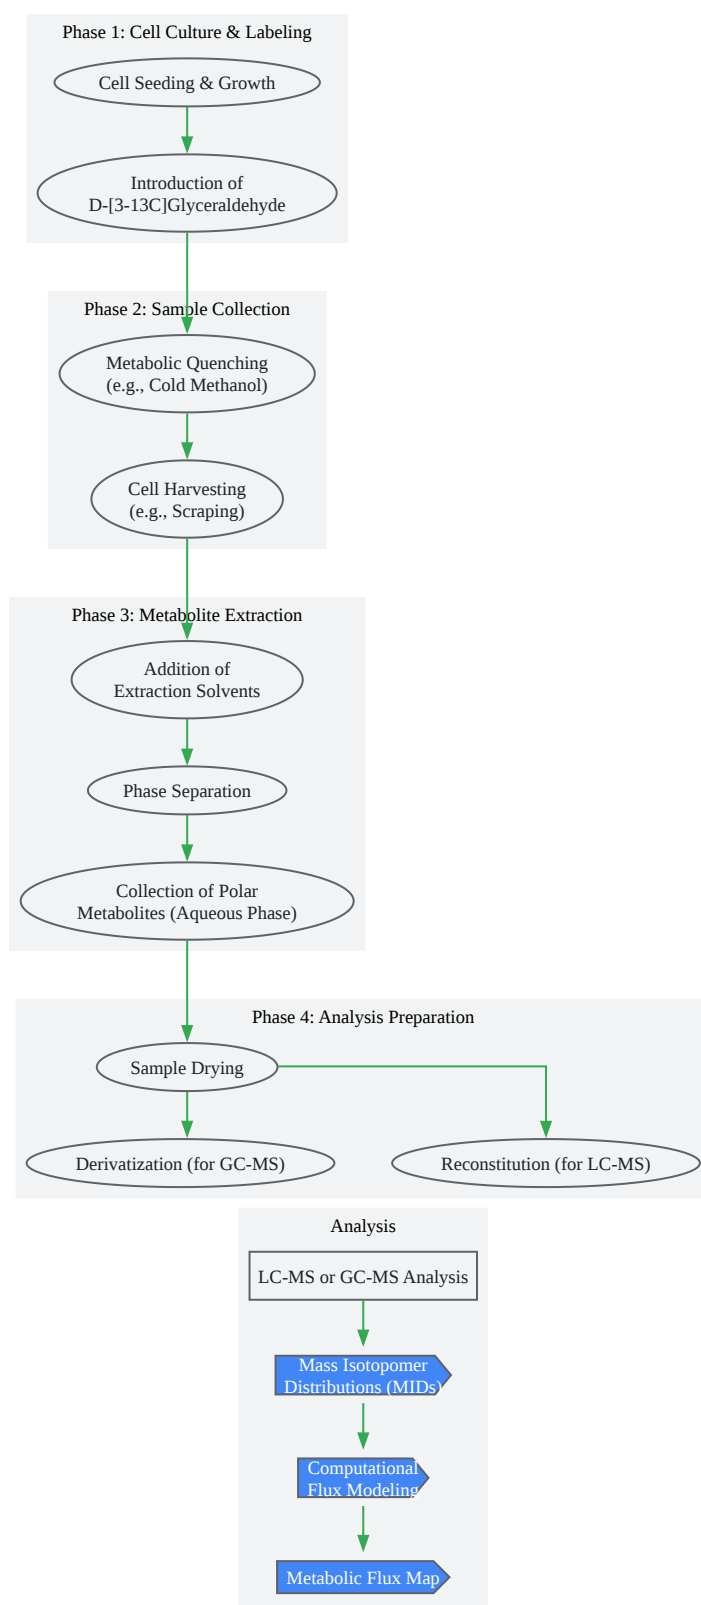 Phase 1: Cell Culture & Labeling
Cell Seeding & Growth
Introduction of
D-[3-13C]Glyceraldehyde
Phase 2: Sample Collection
Metabolic Quenching
(e.g., Cold Methanol)
Cell Harvesting
(e.g., Scraping)
Phase 3: Metabolite Extraction
Addition of
Extraction Solvents
Phase Separation
Collection of Polar
Metabolites (Aqueous Phase)
Phase 4: Analysis Preparation
Sample Drying
Derivatization (for GC-MS)
Reconstitution (for LC-MS)
Analysis
LC-MS or GC-MS Analysis
Mass Isotopomer
Distributions (MIDs)
Computational
Flux Modeling
Metabolic Flux Map